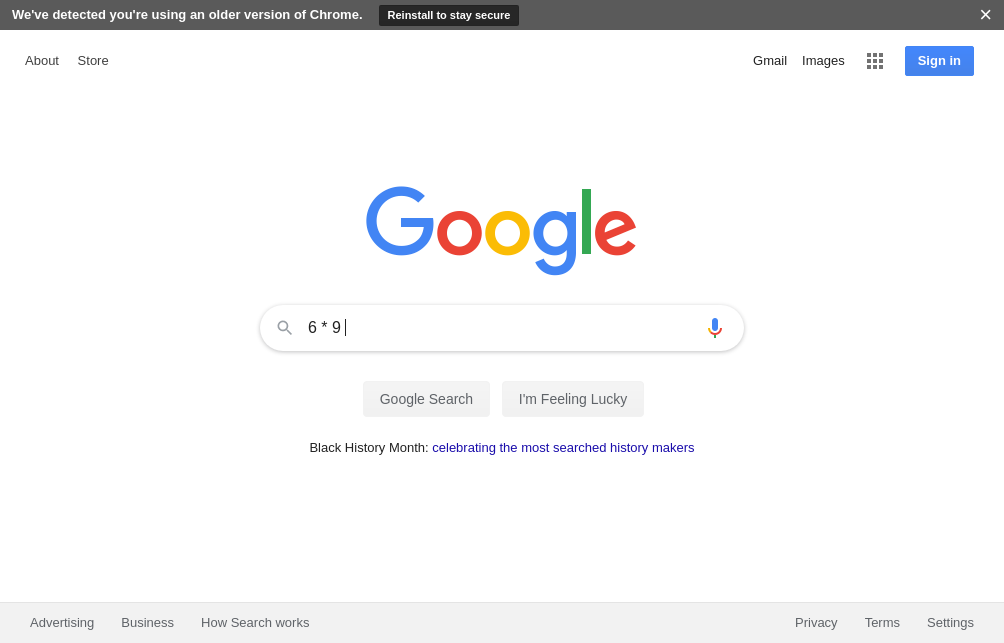 We've detected you're using an older version of Chrome. Reinstall to stay secure
About Store Gmail Images Sign in
Google
6 * 9
Google Search I'm Feeling Lucky
Black History Month: celebrating the most searched history makers
Advertising Business How Search works Privacy Terms Settings